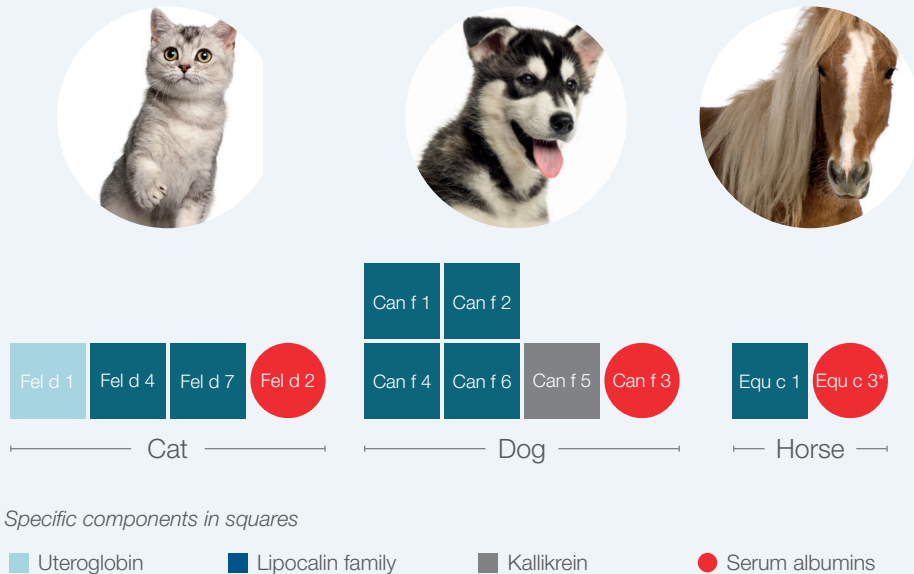 Can f 1 Can f 2
Fel d 1 Fel d 4 Fel d 7 Fel d 2 Can f 4 Can f 6 Can f 5 Can f 3 Equ c 1 Equ c 3*
Cat Dog Horse
Specific components in squares
Uteroglobin Lipocalin family Kallikrein Serum albumins